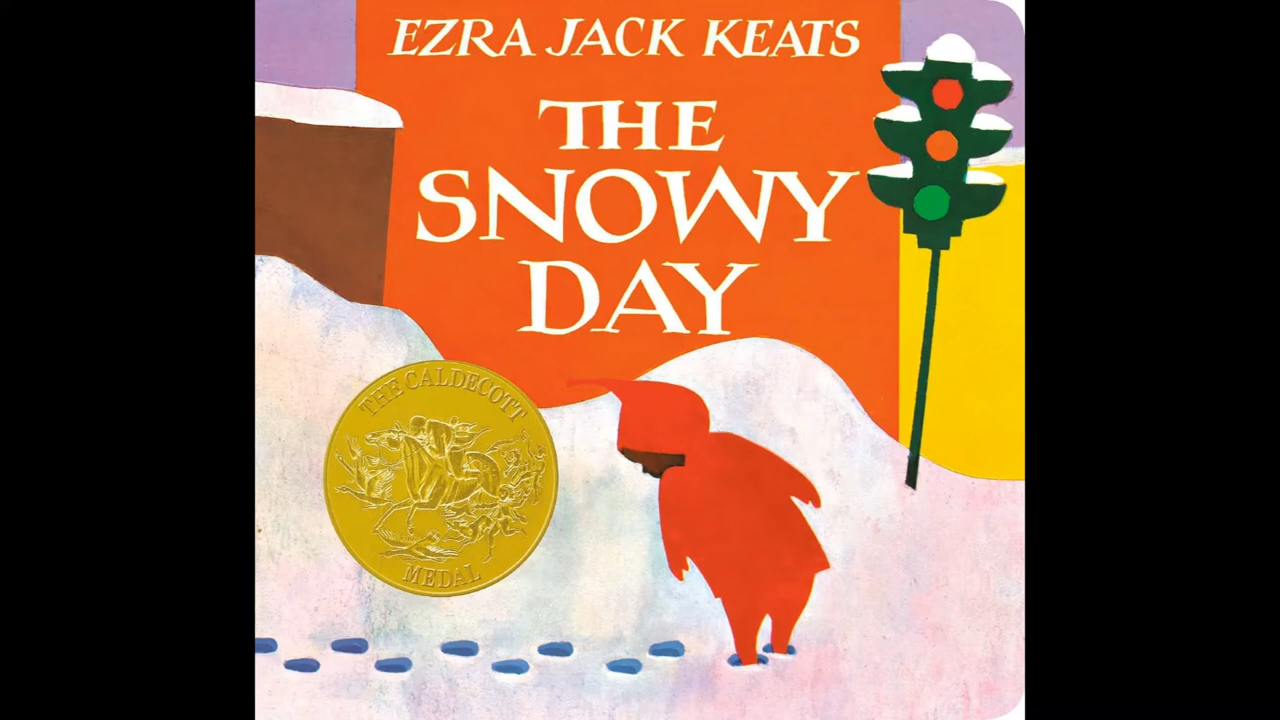 EZRA JACK KEATS
THE
SNOWY
DAY
THE CALDECOTT
MEDAL